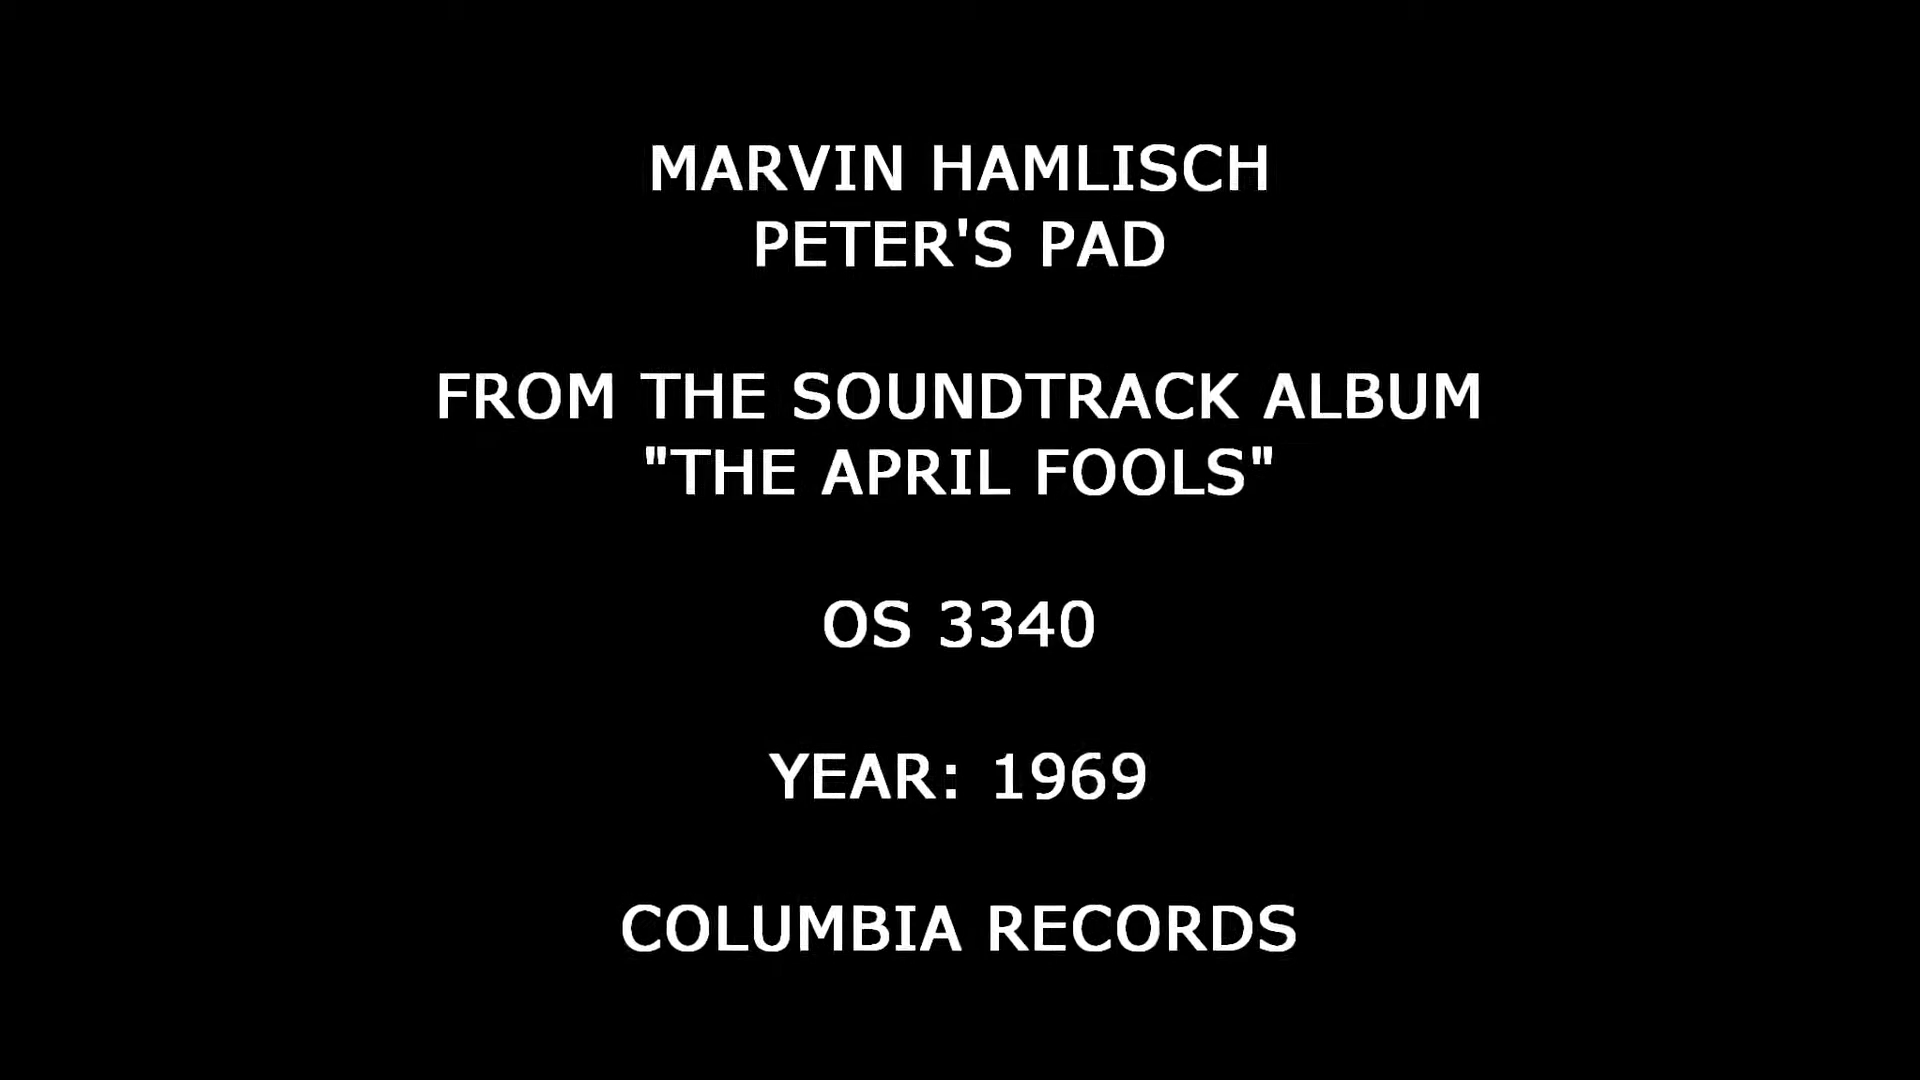 MARVIN HAMLISCH
PETER'S PAD
FROM THE SOUNDTRACK ALBUM
"THE APRIL FOOLS"
OS 3340
YEAR: 1969
COLUMBIA RECORDS